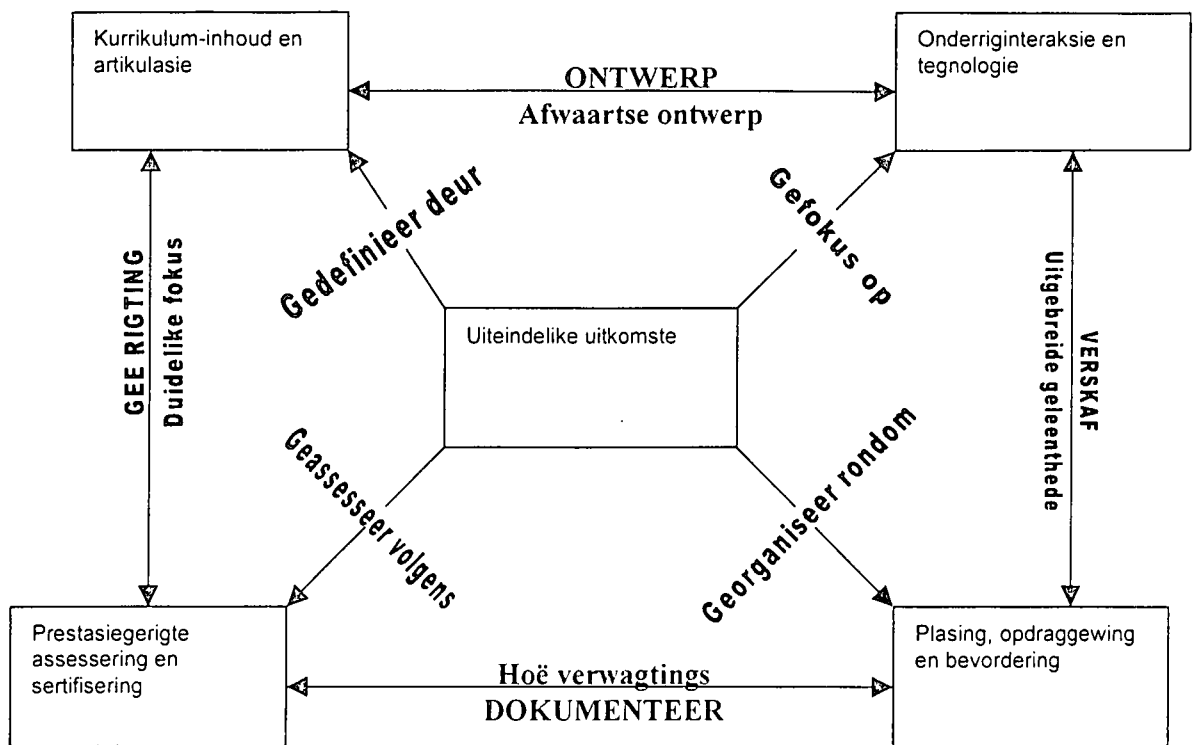 Kurrikulum-inhoud en
artikulasie
Onderriginteraksie en
tegnologie
ONTWERP
Afwaartse ontwerp
Gedefinieer deur
Gefokus op
GEE RIGTING
Duidelike fokus
Uiteindelike uitkomste
VERSKAF
Uitgebreide geleenthede
Geassesseer volgens
Georganiseer rondom
Prestasiegerigte
assessering en
sertifisering
Hoë verwagtings
DOKUMENTEER
Plasing, opdraggewing
en bevordering